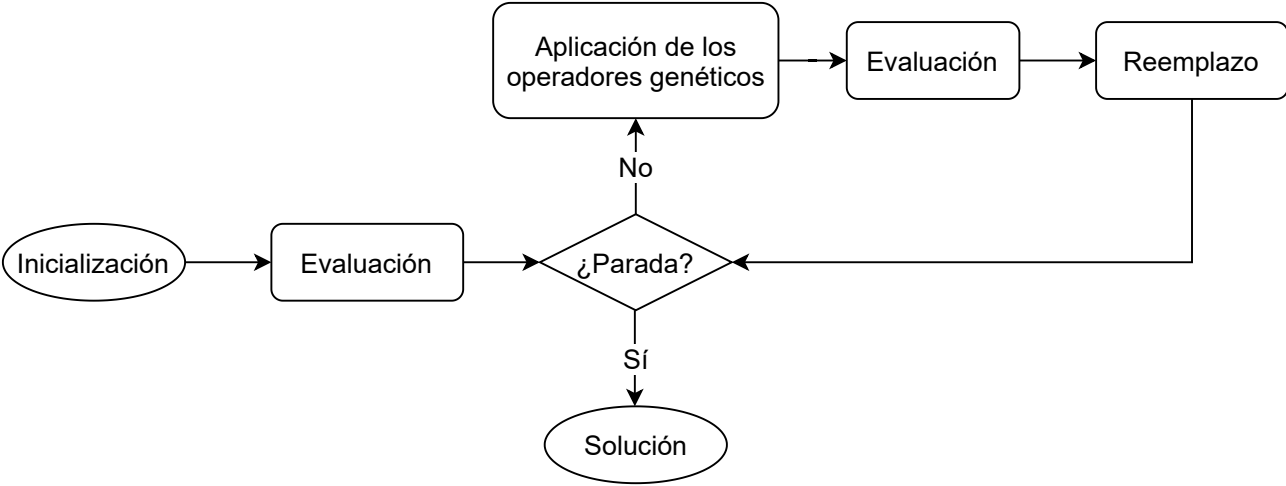 Aplicación de los
operadores genéticos
Evaluación
Reemplazo
No
Inicialización
Evaluación
¿Parada?
Sí
Solución